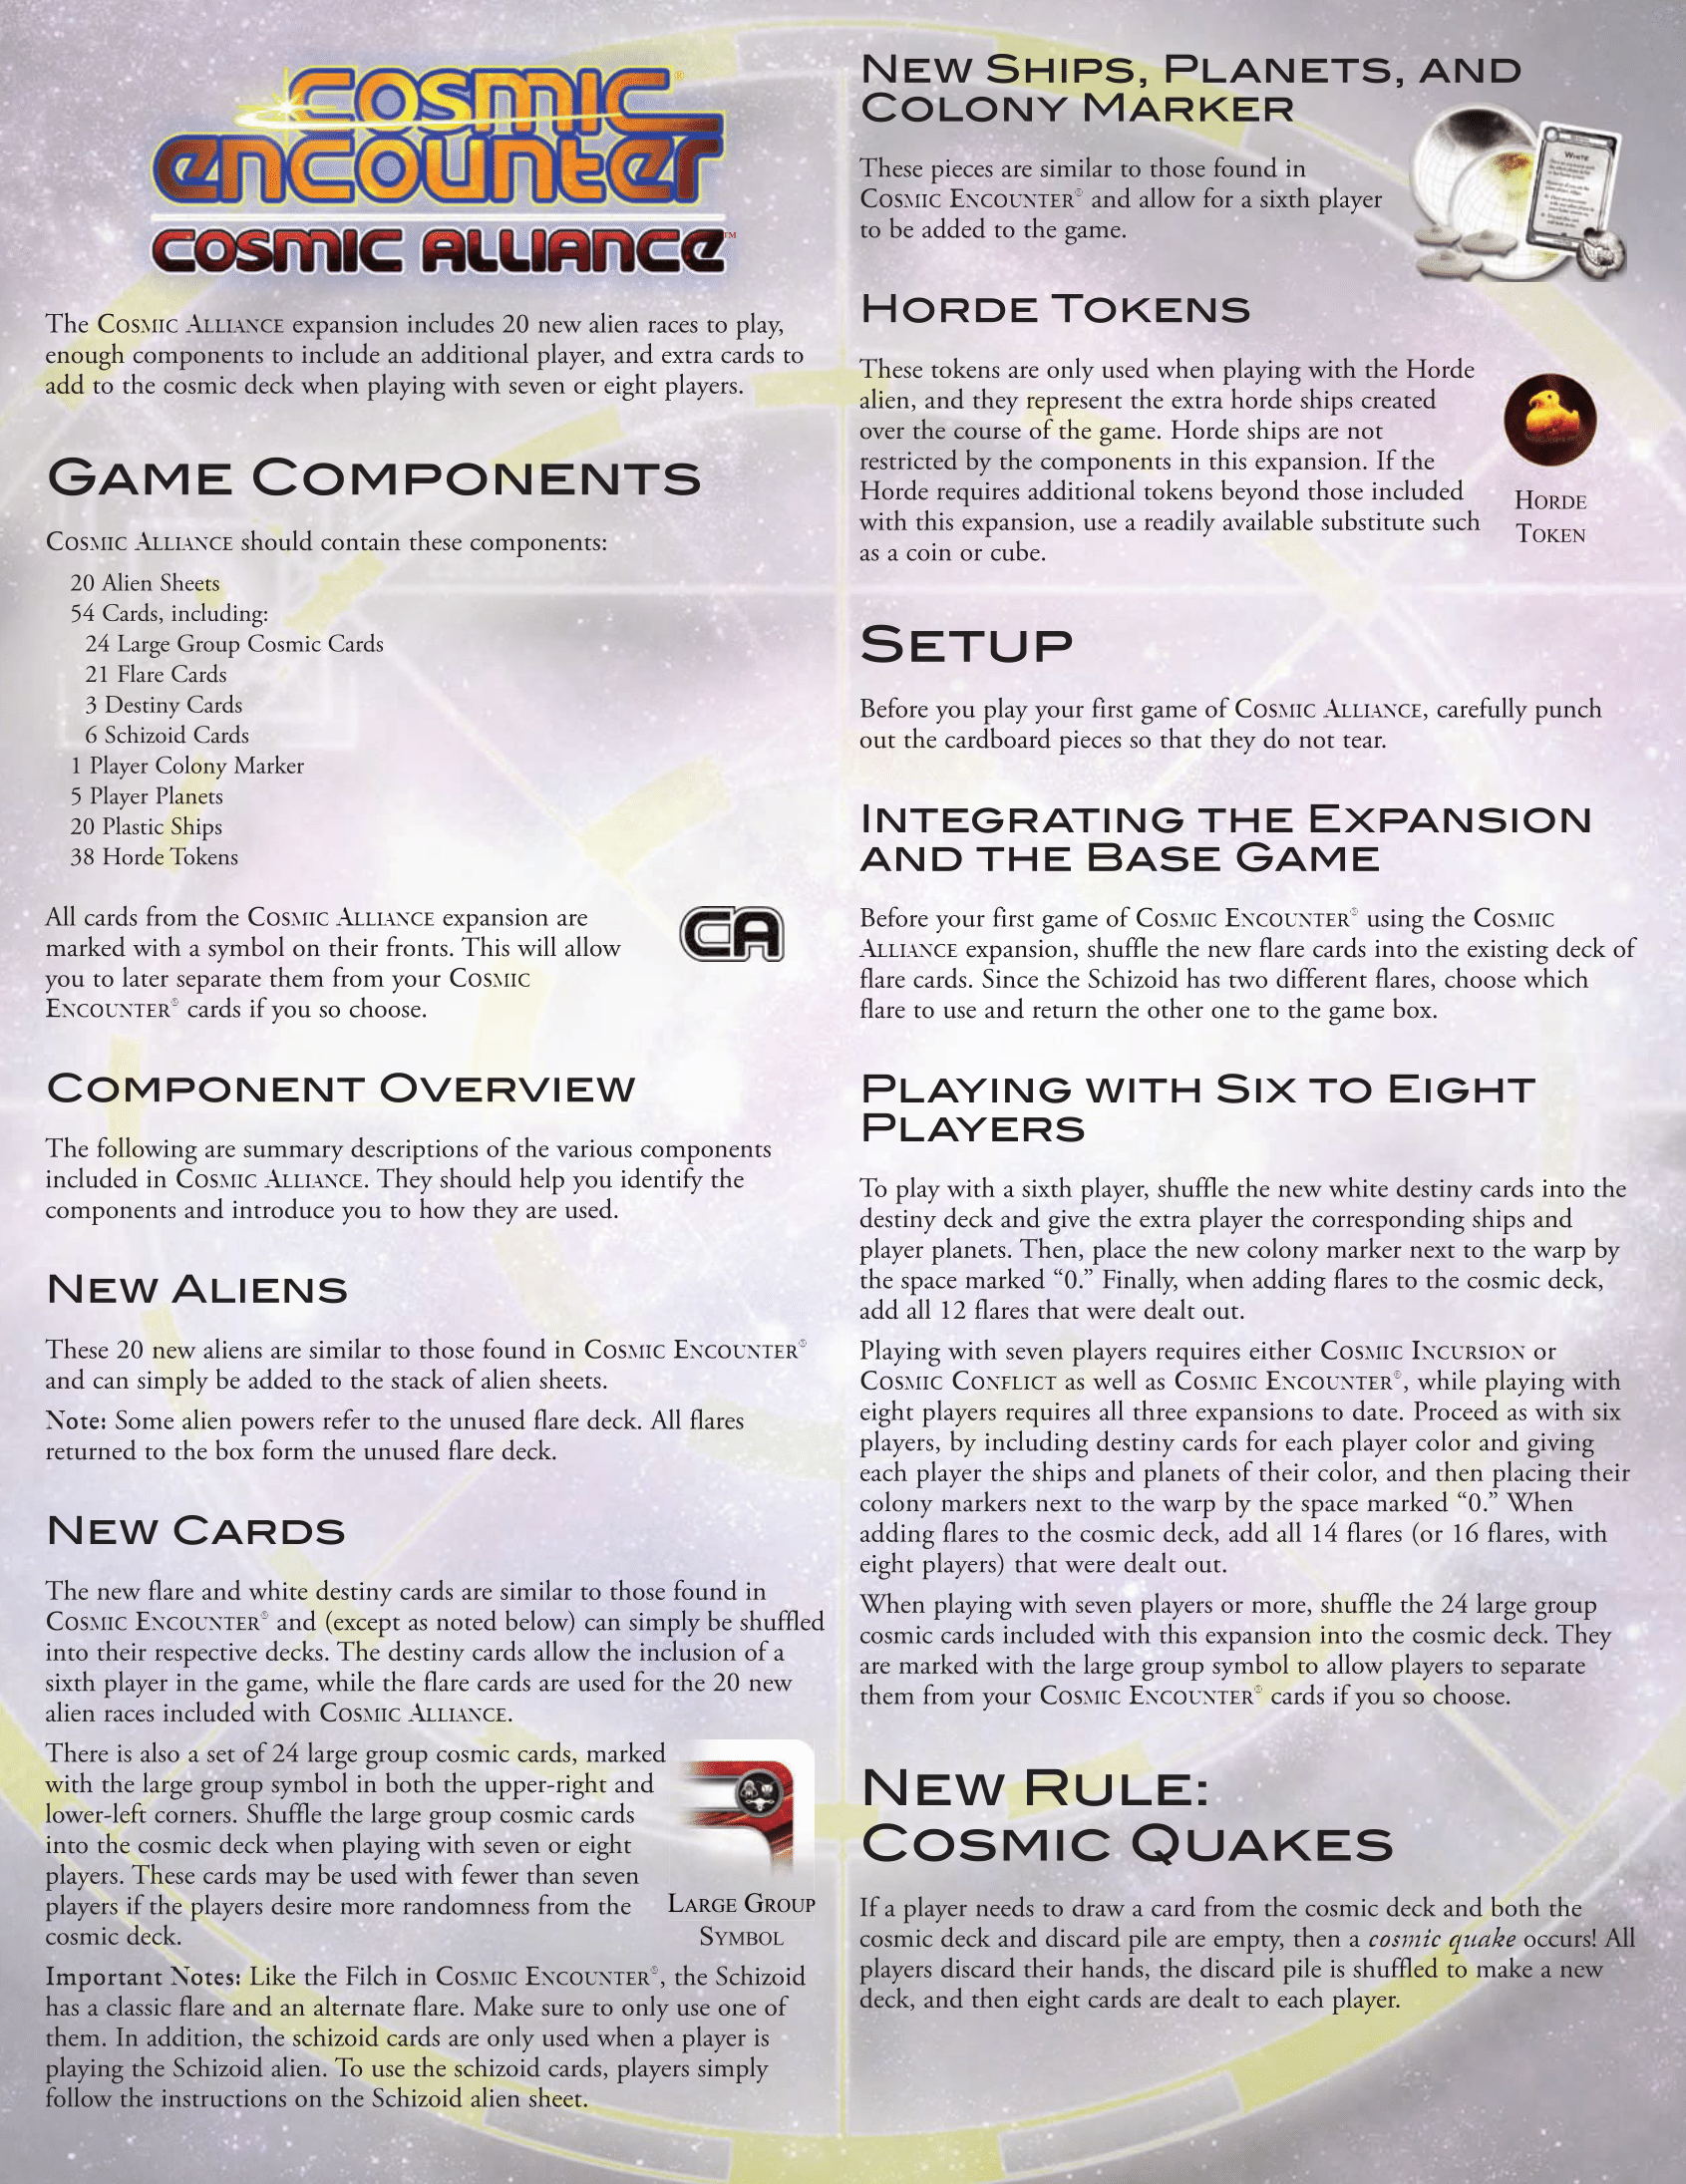 COSMIC ENCOUNTER®
COSMIC ALLIANCE™
The COSMIC ALLIANCE expansion includes 20 new alien races to play,
enough components to include an additional player, and extra cards to
add to the cosmic deck when playing with seven or eight players.
GAME COMPONENTS
COSMIC ALLIANCE should contain these components:
20 Alien Sheets
54 Cards, including:
24 Large Group Cosmic Cards
21 Flare Cards
3 Destiny Cards
6 Schizoid Cards
1 Player Colony Marker
5 Player Planets
20 Plastic Ships
38 Horde Tokens
All cards from the COSMIC ALLIANCE expansion are
marked with a symbol on their fronts. This will allow
you to later separate them from your COSMIC
ENCOUNTER® cards if you so choose.
CA
COMPONENT OVERVIEW
The following are summary descriptions of the various components
included in COSMIC ALLIANCE. They should help you identify the
components and introduce you to how they are used.
NEW ALIENS
These 20 new aliens are similar to those found in COSMIC ENCOUNTER®
and can simply be added to the stack of alien sheets.
Note: Some alien powers refer to the unused flare deck. All flares
returned to the box form the unused flare deck.
NEW CARDS
The new flare and white destiny cards are similar to those found in
COSMIC ENCOUNTER® and (except as noted below) can simply be shuffled
into their respective decks. The destiny cards allow the inclusion of a
sixth player in the game, while the flare cards are used for the 20 new
alien races included with COSMIC ALLIANCE.
There is also a set of 24 large group cosmic cards, marked
with the large group symbol in both the upper-right and
lower-left corners. Shuffle the large group cosmic cards
into the cosmic deck when playing with seven or eight
players. These cards may be used with fewer than seven
players if the players desire more randomness from the
cosmic deck.
LARGE GROUP
SYMBOL
Important Notes: Like the Filch in COSMIC ENCOUNTER®, the Schizoid
has a classic flare and an alternate flare. Make sure to only use one of
them. In addition, the schizoid cards are only used when a player is
playing the Schizoid alien. To use the schizoid cards, players simply
follow the instructions on the Schizoid alien sheet.
NEW SHIPS, PLANETS, AND
COLONY MARKER
These pieces are similar to those found in
COSMIC ENCOUNTER® and allow for a sixth player
to be added to the game.
WHITE
HORDE TOKENS
These tokens are only used when playing with the Horde
alien, and they represent the extra horde ships created
over the course of the game. Horde ships are not
restricted by the components in this expansion. If the
Horde requires additional tokens beyond those included
with this expansion, use a readily available substitute such
as a coin or cube.
HORDE
TOKEN
SETUP
Before you play your first game of COSMIC ALLIANCE, carefully punch
out the cardboard pieces so that they do not tear.
INTEGRATING THE EXPANSION
AND THE BASE GAME
Before your first game of COSMIC ENCOUNTER® using the COSMIC
ALLIANCE expansion, shuffle the new flare cards into the existing deck of
flare cards. Since the Schizoid has two different flares, choose which
flare to use and return the other one to the game box.
PLAYING WITH SIX TO EIGHT
PLAYERS
To play with a sixth player, shuffle the new white destiny cards into the
destiny deck and give the extra player the corresponding ships and
player planets. Then, place the new colony marker next to the warp by
the space marked “0.” Finally, when adding flares to the cosmic deck,
add all 12 flares that were dealt out.
Playing with seven players requires either COSMIC INCURSION or
COSMIC CONFLICT as well as COSMIC ENCOUNTER®, while playing with
eight players requires all three expansions to date. Proceed as with six
players, by including destiny cards for each player color and giving
each player the ships and planets of their color, and then placing their
colony markers next to the warp by the space marked “0.” When
adding flares to the cosmic deck, add all 14 flares (or 16 flares, with
eight players) that were dealt out.
When playing with seven players or more, shuffle the 24 large group
cosmic cards included with this expansion into the cosmic deck. They
are marked with the large group symbol to allow players to separate
them from your COSMIC ENCOUNTER® cards if you so choose.
NEW RULE:
COSMIC QUAKES
If a player needs to draw a card from the cosmic deck and both the
cosmic deck and discard pile are empty, then a cosmic quake occurs! All
players discard their hands, the discard pile is shuffled to make a new
deck, and then eight cards are dealt to each player.